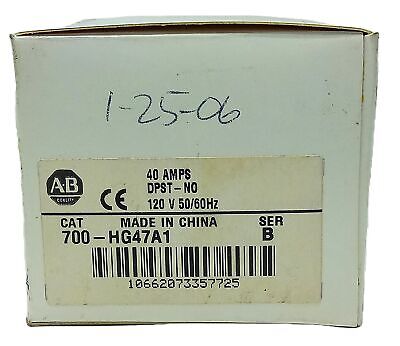 1-25-06
AB
QUALITY
CE
40 AMPS
DPST-NO
120 V 50/60Hz
CAT MADE IN CHINA SER
700-HG47A1 B
10662073357725